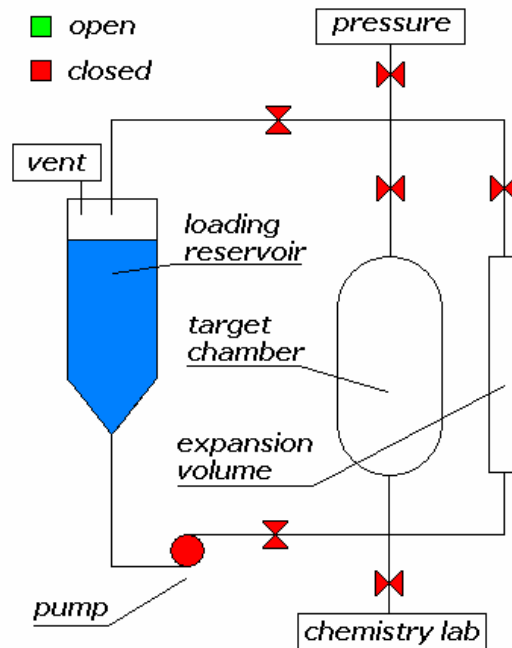 open
closed
pressure
vent
loading
reservoir
target
chamber
expansion
volume
pump
chemistry lab